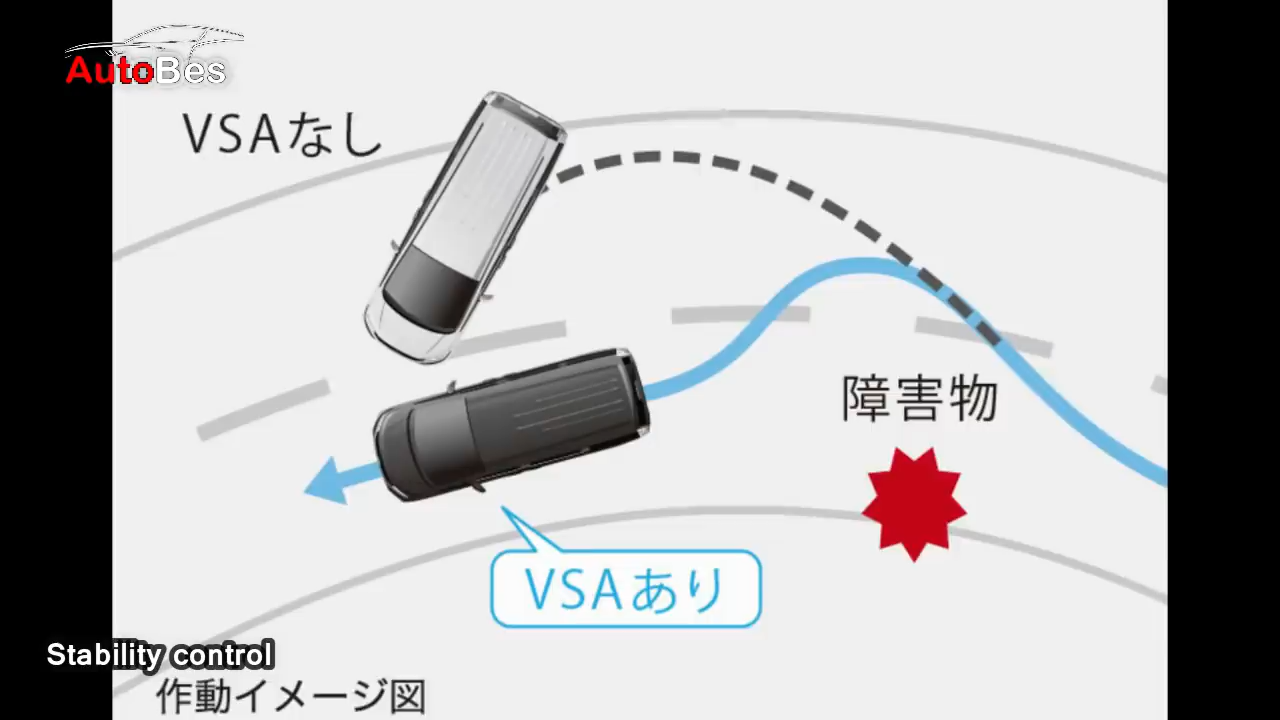 AutoBes
VSAなし
障害物
VSAあり
Stability control
作動イメージ図